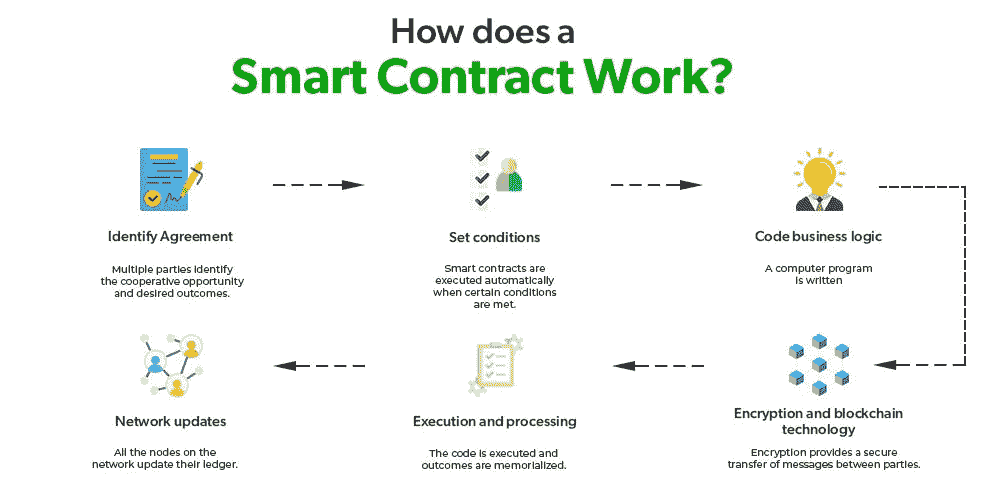 How does a
Smart Contract Work?
Identify Agreement
Multiple parties identify
the cooperative opportunity
and desired outcomes.
Set conditions
Smart contracts are
executed automatically
when certain conditions
are met.
Code business logic
A computer program
is written
Encryption and blockchain
technology
Encryption provides a secure
transfer of messages between parties.
Execution and processing
The code is executed and
outcomes are memorialized.
Network updates
All the nodes on the
network update their ledger.